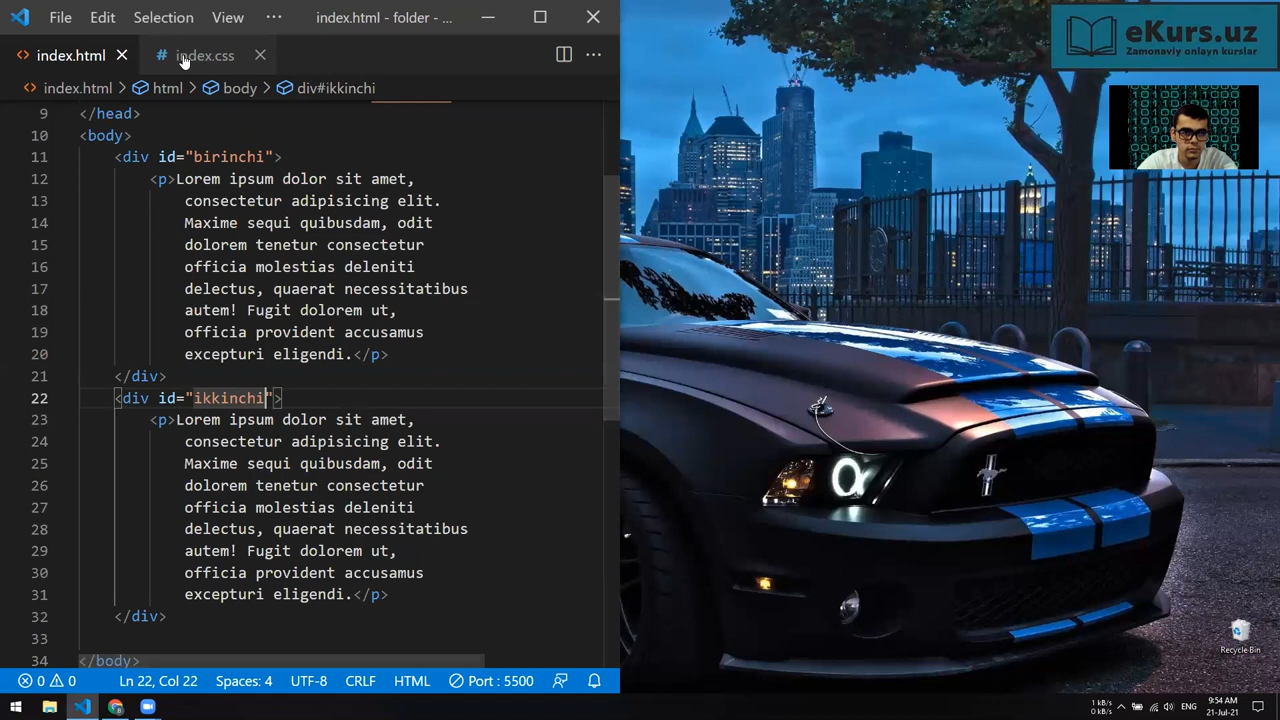 File Edit Selection View ··· index.html - folder - ...
index.html # index.css
index.html > html > body > div#ikkinchi
9 </head>
10 <body>
11 <div id="birinchi">
12 <p>Lorem ipsum dolor sit amet,
13 consectetur adipisicing elit.
14 Maxime sequi quibusdam, odit
15 dolorem tenetur consectetur
16 officia molestias deleniti
17 delectus, quaerat necessitatibus
18 autem! Fugit dolorem ut,
19 officia provident accusamus
20 excepturi eligendi.</p>
21 </div>
22 <div id="ikkinchi">
23 <p>Lorem ipsum dolor sit amet,
24 consectetur adipisicing elit.
25 Maxime sequi quibusdam, odit
26 dolorem tenetur consectetur
27 officia molestias deleniti
28 delectus, quaerat necessitatibus
29 autem! Fugit dolorem ut,
30 officia provident accusamus
31 excepturi eligendi.</p>
32 </div>
33
34 </body>
0 0 Ln 22, Col 22 Spaces: 4 UTF-8 CRLF HTML Port : 5500
eKurs.uz
Zamonaviy onlayn kurslar
Recycle Bin
1 kB/s
0 kB/s
ENG
9:54 AM
21-Jul-21